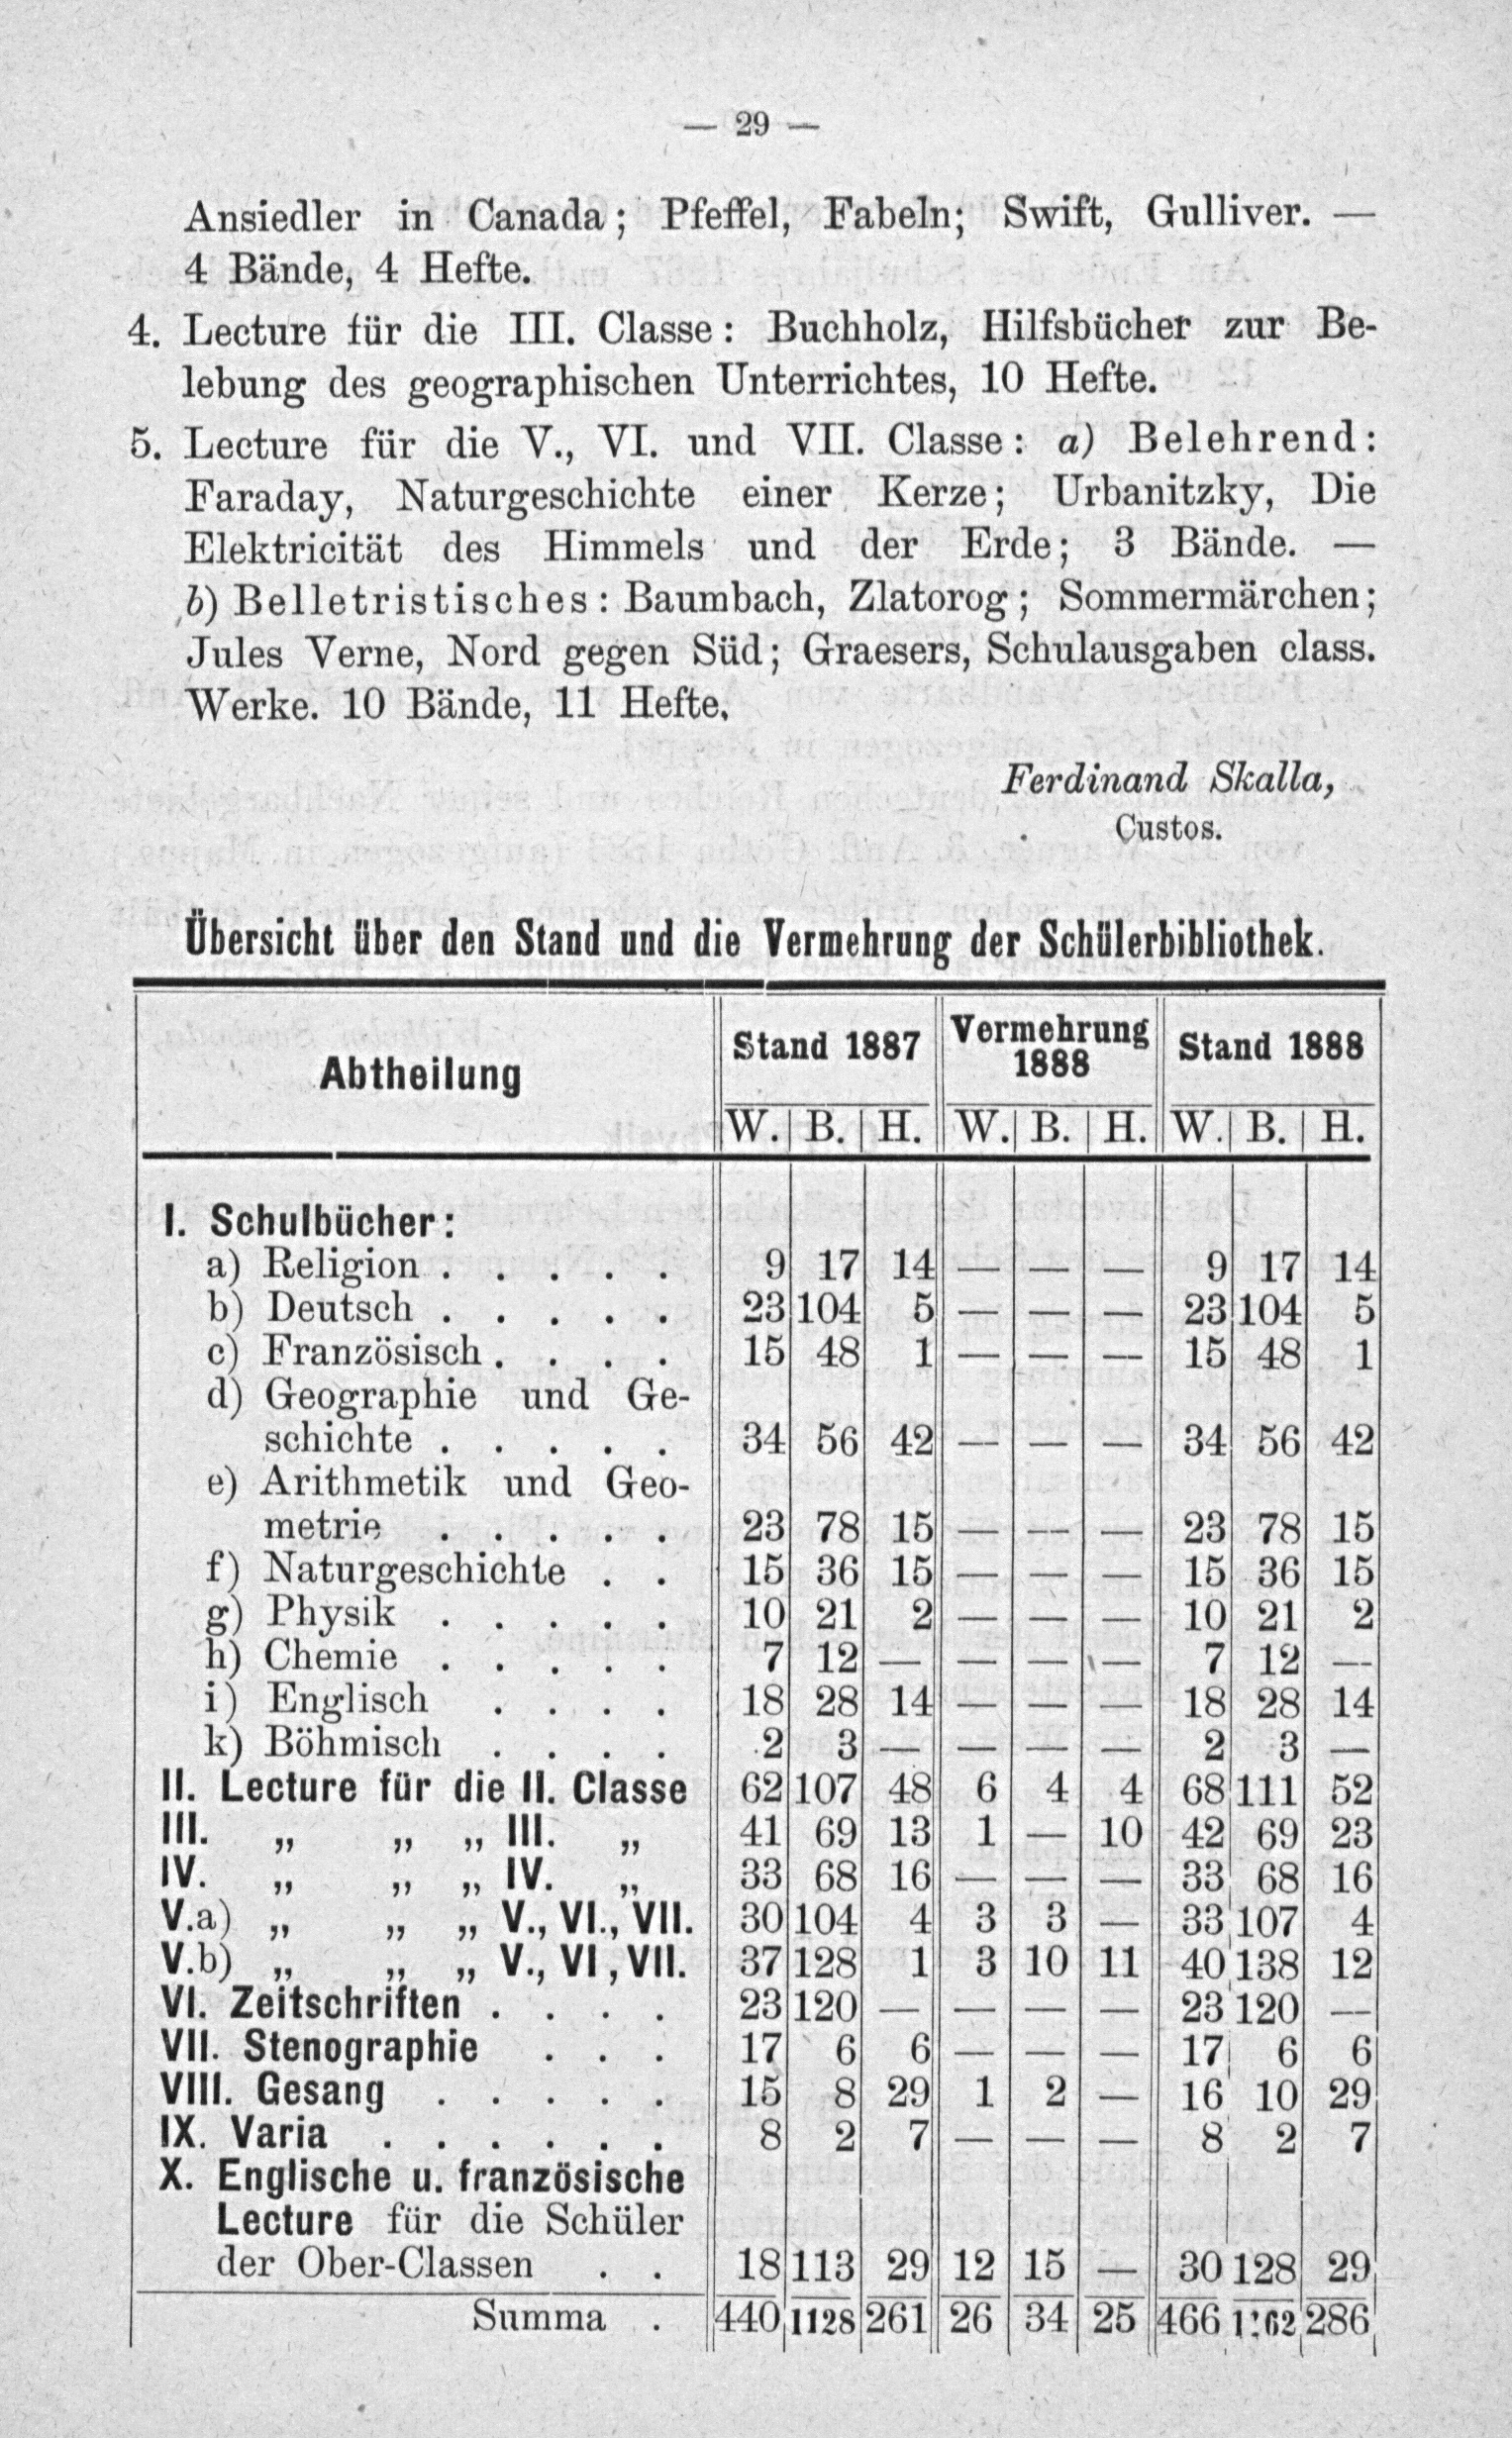 — 29 —
Ansiedler in Canada; Pfeffel, Fabeln; Swift, Gulliver. —
4 Bände, 4 Hefte.
4. Lecture für die III. Classe: Buchholz, Hilfsbücher zur Be-
lebung des geographischen Unterrichtes, 10 Hefte.
5. Lecture für die V., VI. und VII. Classe: a) Belehrend:
Faraday, Naturgeschichte einer Kerze; Urbanitzky, Die
Elektricität des Himmels und der Erde; 3 Bände. —
b) Belletristisches: Baumbach, Zlatorog; Sommermärchen;
Jules Verne, Nord gegen Süd; Graesers, Schulausgaben class.
Werke. 10 Bände, 11 Hefte.
Ferdinand Skalla,
Custos.
Übersicht über den Stand und die Vermehrung der Schülerbibliothek.
Abtheilung Stand 1887 Vermehrung 1888 Stand 1888
W. B. H. W. B. H. W. B. H.
I. Schulbücher:
a) Religion . . . . . 9 17 14 — — — 9 17 14
b) Deutsch . . . . . 23 104 5 — — — 23 104 5
c) Französisch . . . . 15 48 1 — — — 15 48 1
d) Geographie und Ge-
schichte . . . . . 34 56 42 — — — 34 56 42
e) Arithmetik und Geo-
metrie . . . . . 23 78 15 — — — 23 78 15
f) Naturgeschichte . . 15 36 15 — — — 15 36 15
g) Physik . . . . . 10 21 2 — — — 10 21 2
h) Chemie . . . . . 7 12 — — — — 7 12 —
i) Englisch . . . . 18 28 14 — — — 18 28 14
k) Böhmisch . . . . 2 3 — — — — 2 3 —
II. Lecture für die II. Classe 62 107 48 6 4 4 68 111 52
III. „ „ „ III. „ 41 69 13 1 — 10 42 69 23
IV. „ „ „ IV. „ 33 68 16 — — — 33 68 16
V.a) „ „ „ V., VI., VII. 30 104 4 3 3 — 33 107 4
V.b) „ „ „ V., VI, VII. 37 128 1 3 10 11 40 138 12
VI. Zeitschriften . . . . 23 120 — — — — 23 120 —
VII. Stenographie . . . 17 6 6 — — — 17 6 6
VIII. Gesang . . . . . 15 8 29 1 2 — 16 10 29
IX. Varia . . . . . . 8 2 7 — — — 8 2 7
X. Englische u. französische
Lecture für die Schüler
der Ober-Classen . . 18 113 29 12 15 — 30 128 29
Summa . 440 1128 261 26 34 25 466 1162 286